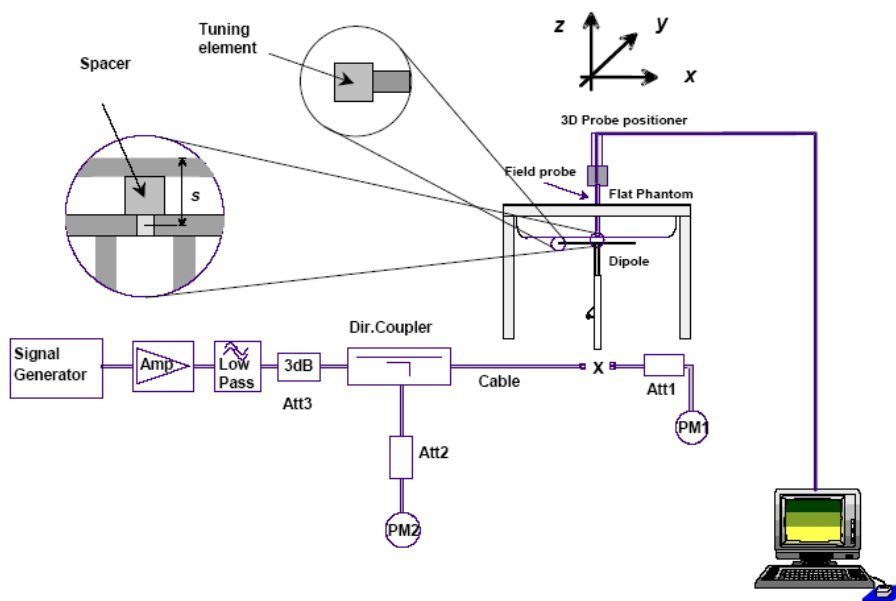 Tuning
element
z
y
x
Spacer
3D Probe positioner
s
Field probe
Flat Phantom
Dipole
Dir.Coupler
Signal
Generator
Amp
Low
Pass
3dB
Att3
Cable
X
Att1
PM1
Att2
PM2